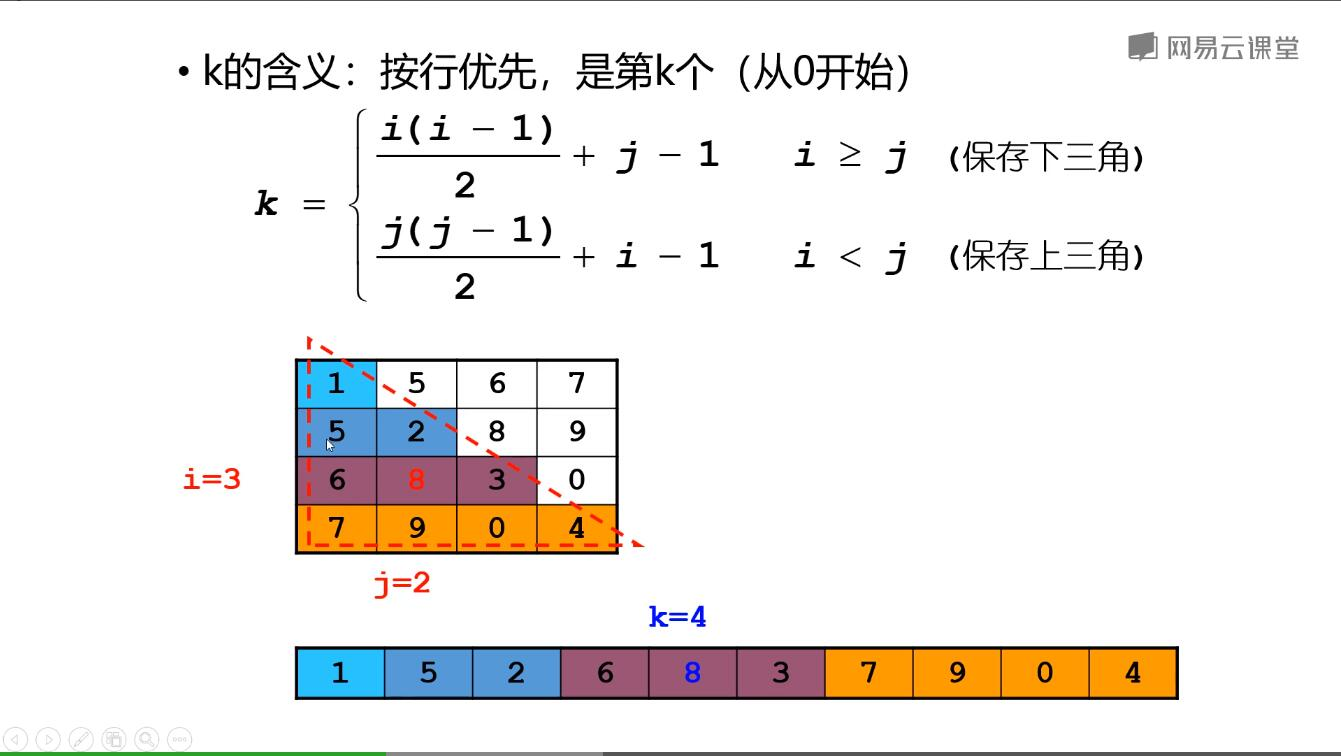 网易云课堂
• k的含义：按行优先，是第k个（从0开始）
k = { i(i − 1)/2 + j − 1 i ≥ j (保存下三角)
j(j − 1)/2 + i − 1 i < j (保存上三角)
1 5 6 7
5 2 8 9
i=3 6 8 3 0
7 9 0 4
j=2
k=4
1 5 2 6 8 3 7 9 0 4